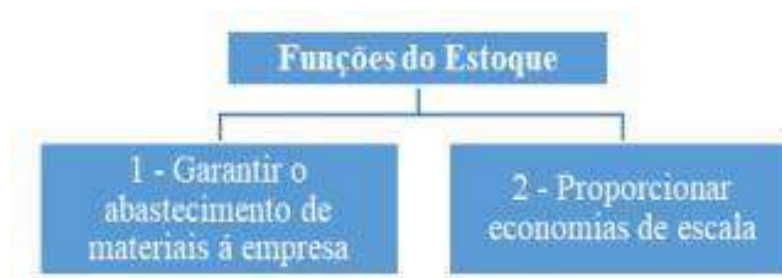 Funções do Estoque
1 - Garantir o
abastecimento de
materiais á empresa
2 - Proporcionar
economias de escala